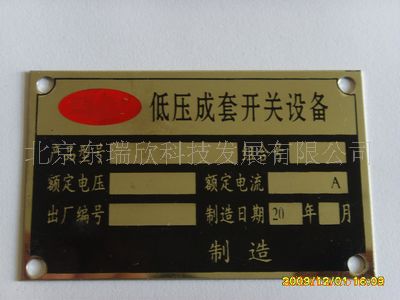 低压成套开关设备
北京东瑞欣科技发展有限公司
额定电压 额定电流 A
出厂编号 制造日期 20 年 月
制造
2009/12/01 16:09